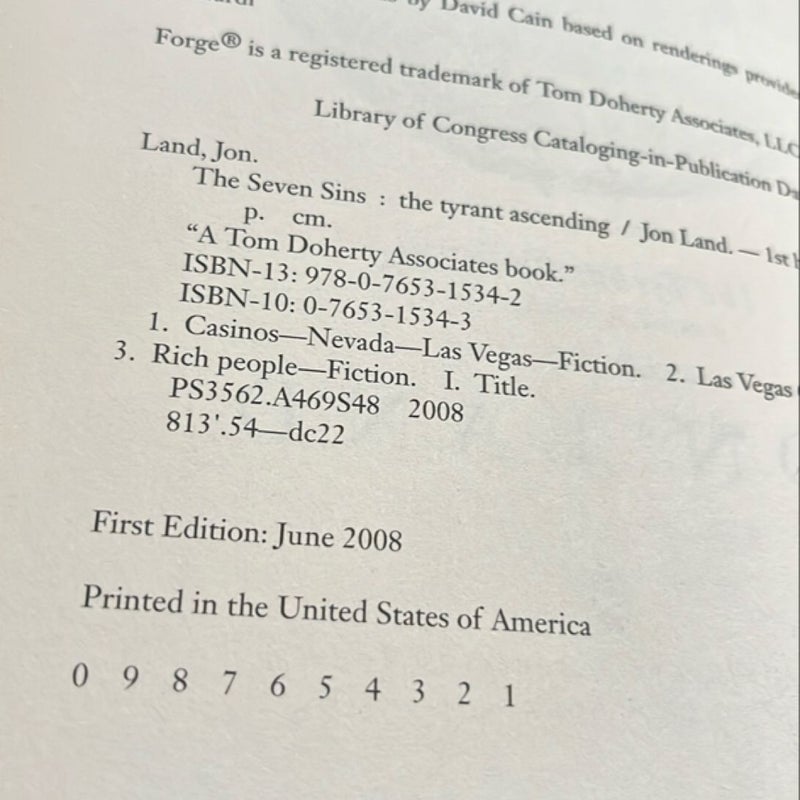 by David Cain based on renderings provide
Forge® is a registered trademark of Tom Doherty Associates, LLC
Library of Congress Cataloging-in-Publication Da
Land, Jon.
The Seven Sins : the tyrant ascending / Jon Land. — 1st
p. cm.
“A Tom Doherty Associates book.”
ISBN-13: 978-0-7653-1534-2
ISBN-10: 0-7653-1534-3
1. Casinos—Nevada—Las Vegas—Fiction. 2. Las Vegas
3. Rich people—Fiction. I. Title.
PS3562.A469S48 2008
813'.54—dc22
First Edition: June 2008
Printed in the United States of America
0 9 8 7 6 5 4 3 2 1